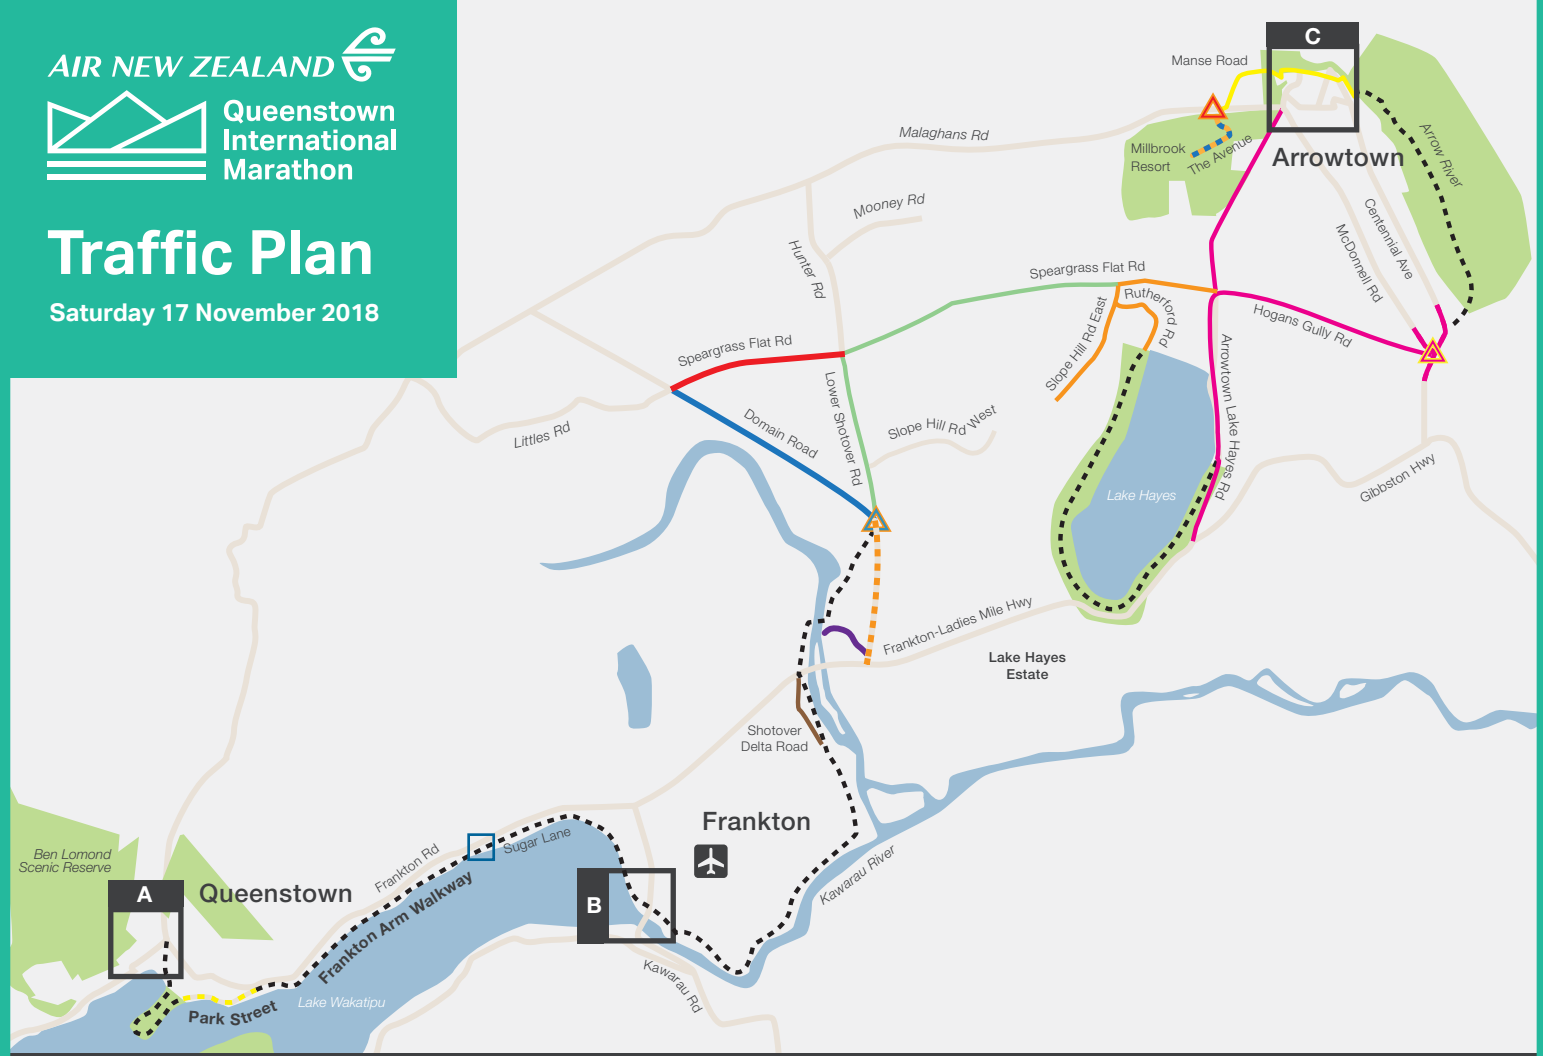 AIR NEW ZEALAND
Queenstown
International
Marathon
Traffic Plan
Saturday 17 November 2018
C
Manse Road
Malaghans Rd
Millbrook
Resort
The Avenue
Arrowtown
Arrow River
Mooney Rd
Hunter Rd
Centennial Ave
McDonnell Rd
Speargrass Flat Rd
Rutherford Rd
Slope Hill Rd East
Hogans Gully Rd
Speargrass Flat Rd
Arrowtown Lake Hayes Rd
Lower Shotover Rd
Domain Road
Slope Hill Rd West
Littles Rd
Gibbston Hwy
Lake Hayes
Frankton-Ladies Mile Hwy
Lake Hayes
Estate
Shotover
Delta Road
Frankton
Sugar Lane
Frankton Rd
Ben Lomond
Scenic Reserve
A
Queenstown
Frankton Arm Walkway
B
Kawarau River
Kawarau Rd
Lake Wakatipu
Park Street